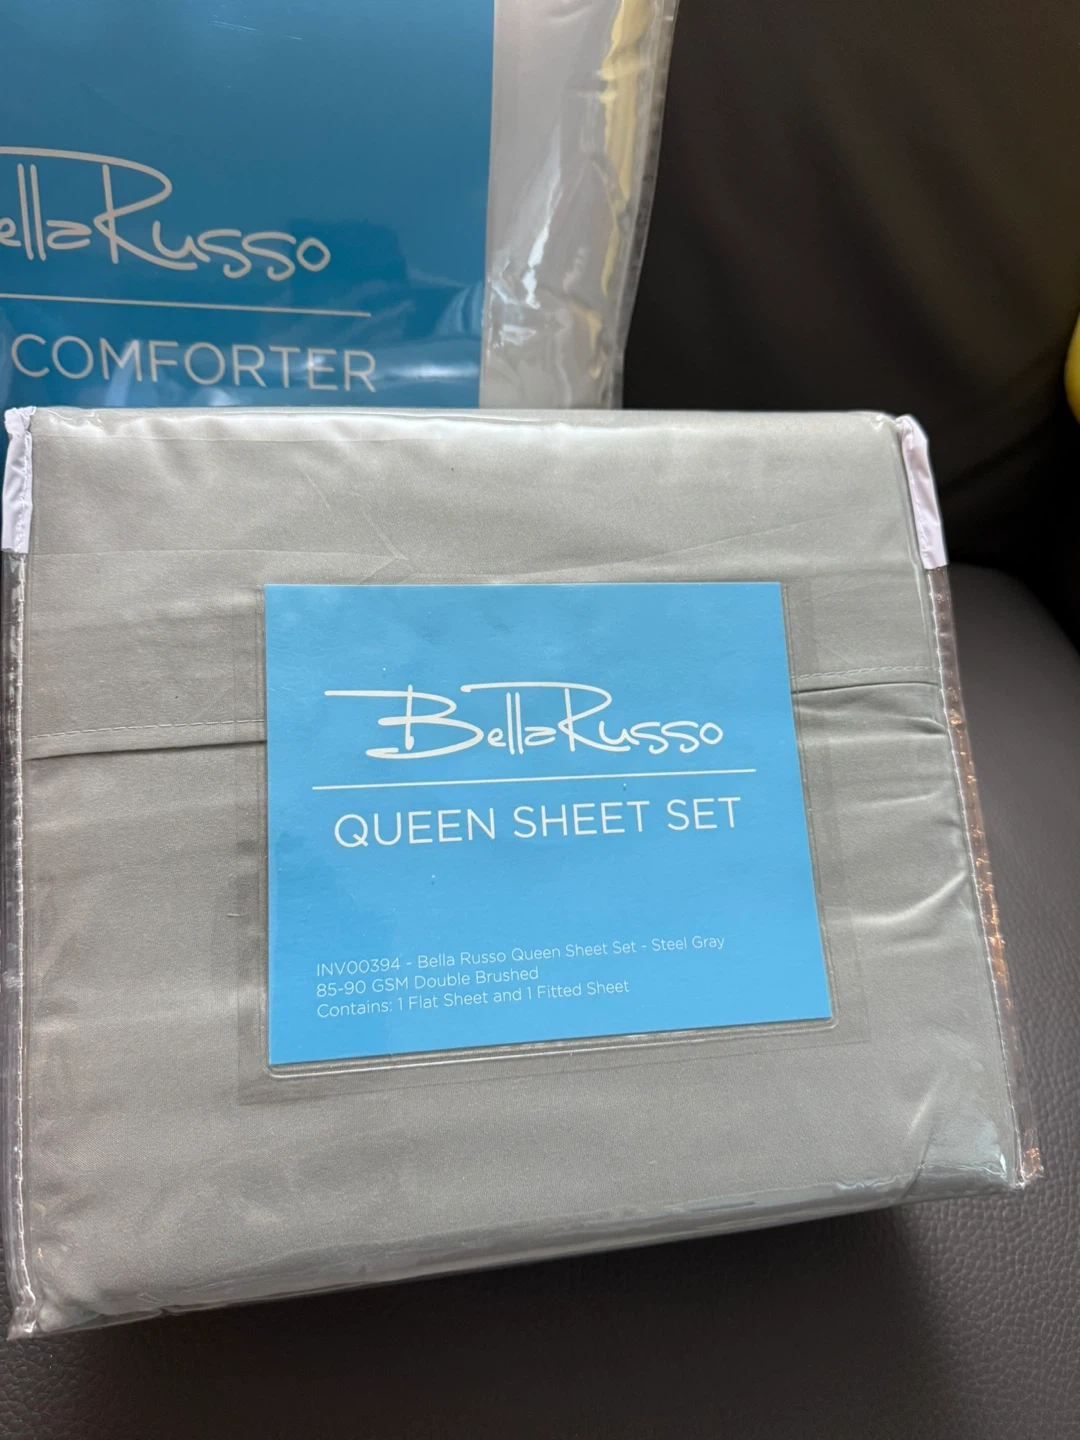 ellaRusso
COMFORTER
BellaRusso
QUEEN SHEET SET
INV00394 - Bella Russo Queen Sheet Set - Steel Gray
85-90 GSM Double Brushed
Contains: 1 Flat Sheet and 1 Fitted Sheet